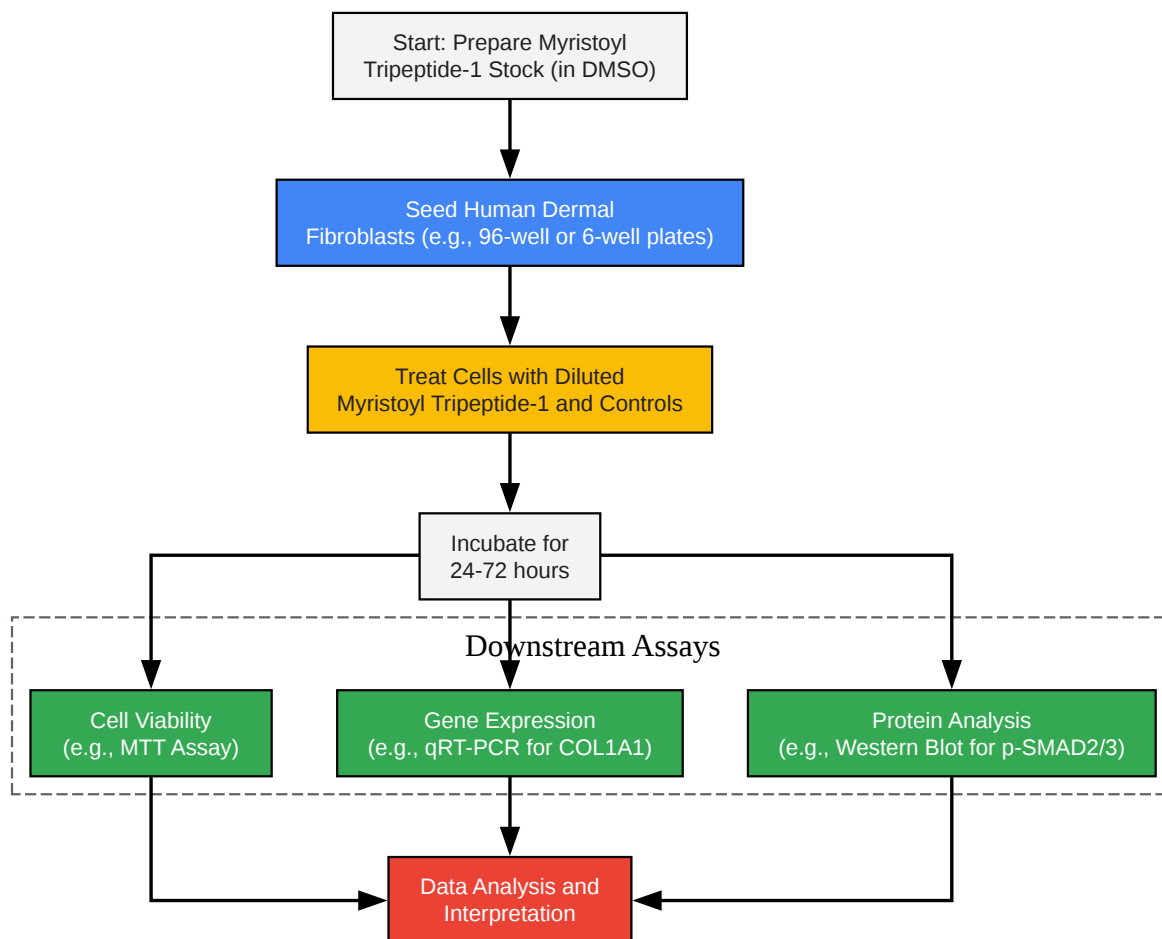 Start: Prepare Myristoyl
Tripeptide-1 Stock (in DMSO)
Seed Human Dermal
Fibroblasts (e.g., 96-well or 6-well plates)
Treat Cells with Diluted
Myristoyl Tripeptide-1 and Controls
Incubate for
24-72 hours
Downstream Assays
Cell Viability
(e.g., MTT Assay)
Gene Expression
(e.g., qRT-PCR for COL1A1)
Protein Analysis
(e.g., Western Blot for p-SMAD2/3)
Data Analysis and
Interpretation